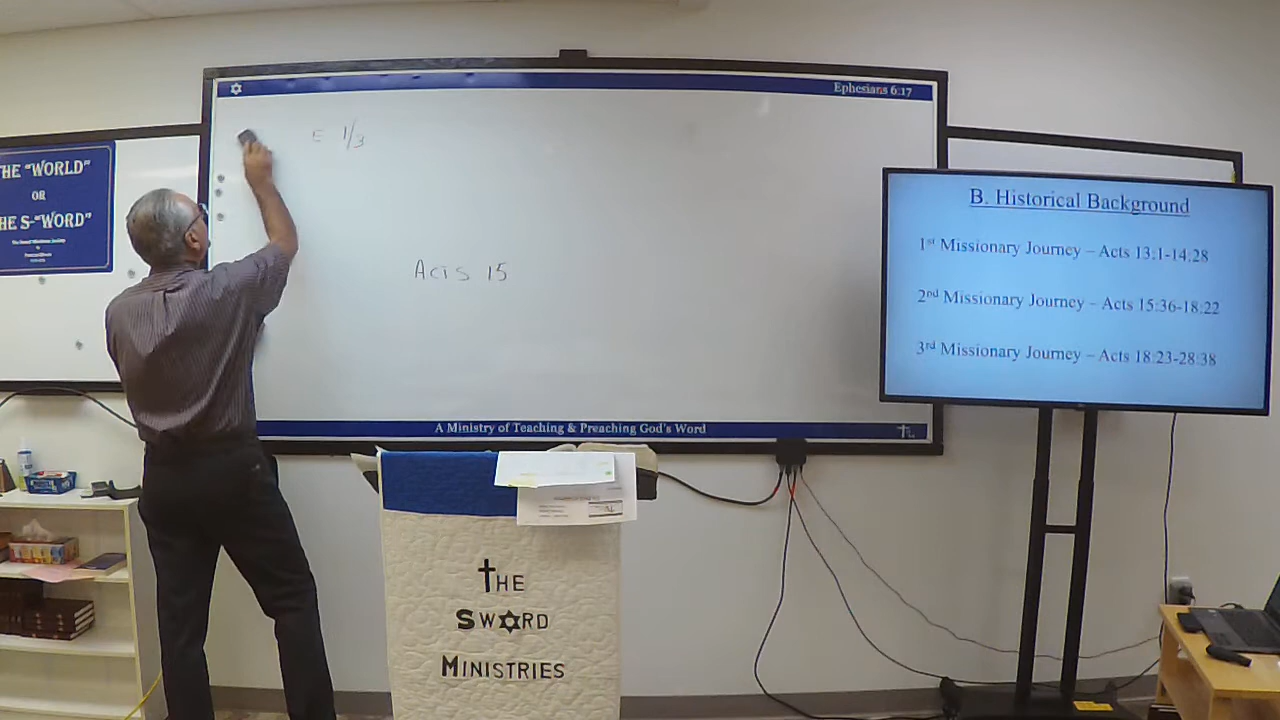 Ephesians 6:17
E 1/3
THE "WORLD"
OR
THE S-"WORD"
Acts 15
B. Historical Background
1st Missionary Journey – Acts 13:1-14:28
2nd Missionary Journey – Acts 15:36-18:22
3rd Missionary Journey – Acts 18:23-28:38
A Ministry of Teaching & Preaching God's Word
THE
SWORD
MINISTRIES